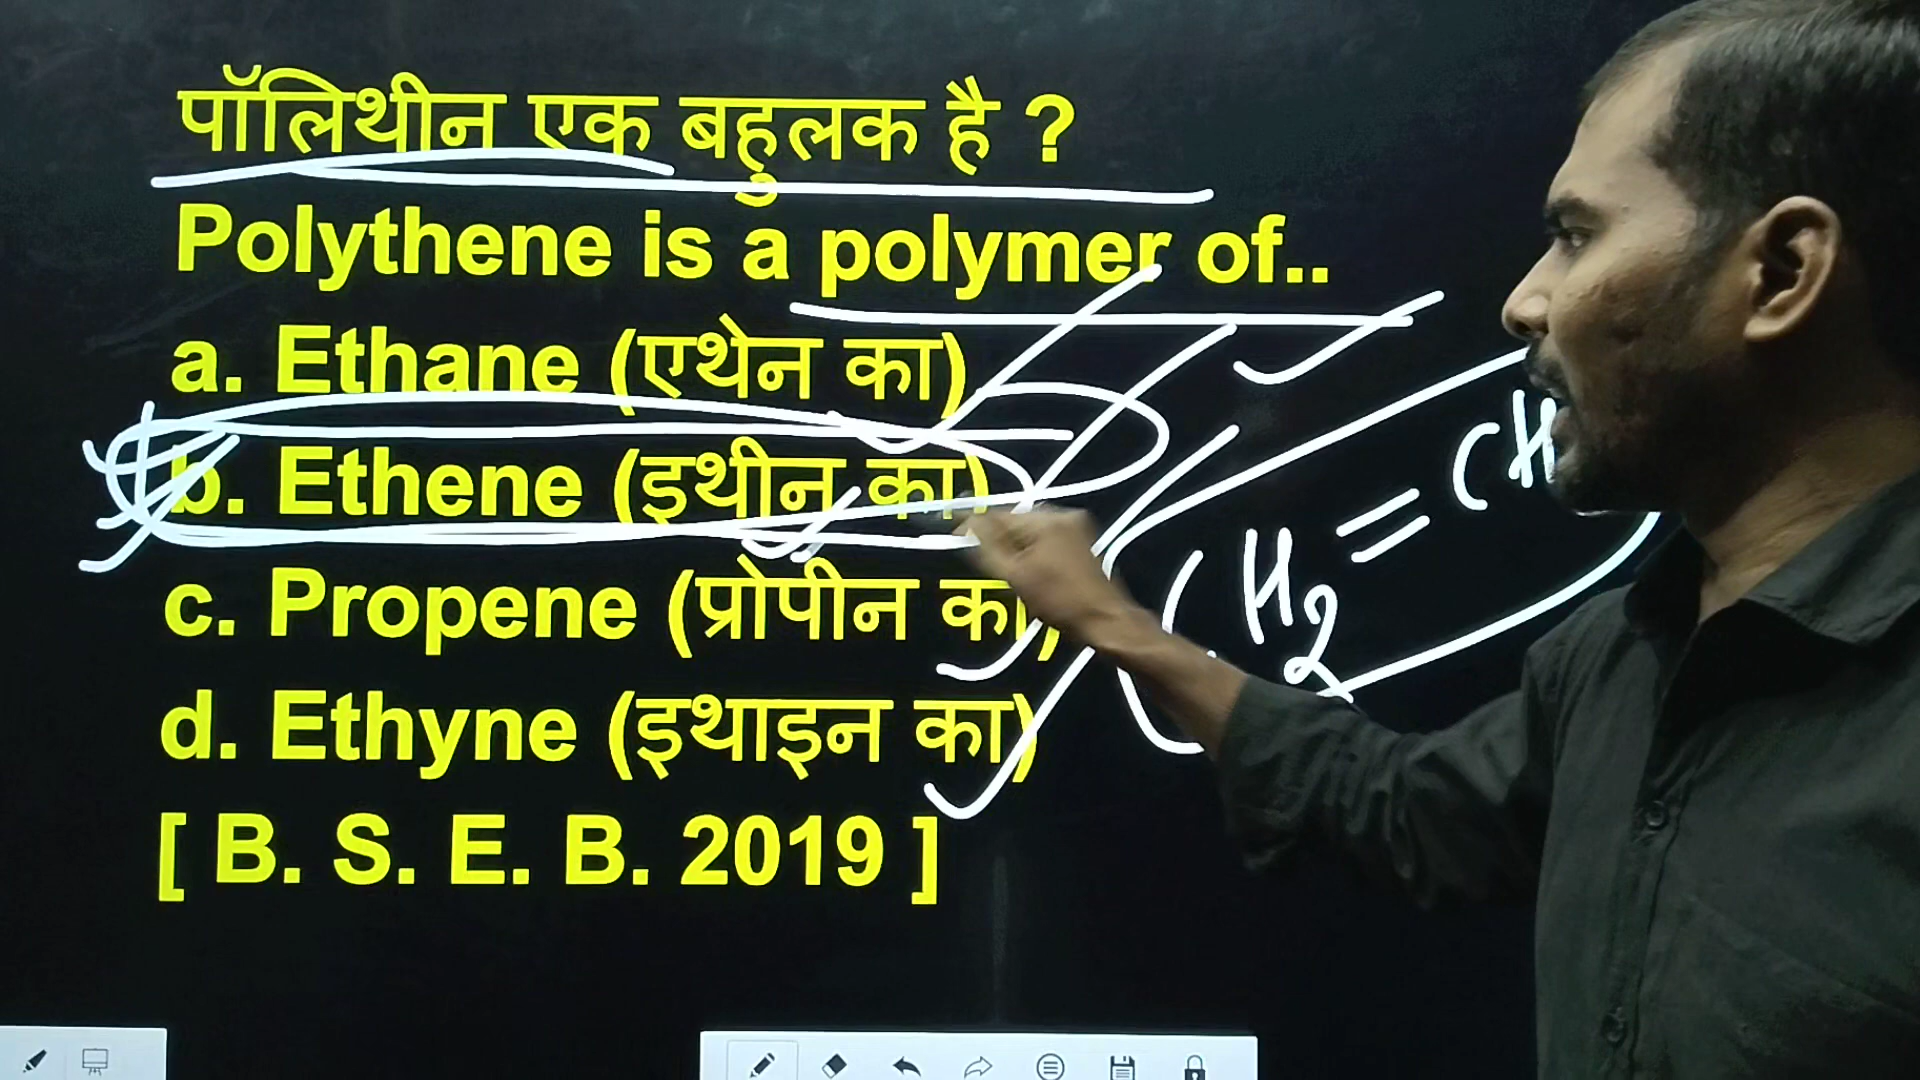 पॉलिथीन एक बहुलक है ?
Polythene is a polymer of..
a. Ethane (एथेन का)
b. Ethene (इथीन का)
c. Propene (प्रोपीन का)
d. Ethyne (इथाइन का)
[ B. S. E. B. 2019 ]
CH2 = CH